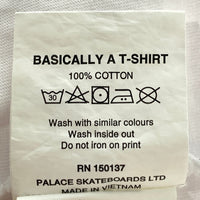 BASICALLY A T-SHIRT
100% COTTON
30
Wash with similar colours
Wash inside out
Do not iron on print
RN 150137
PALACE SKATEBOARDS LTD
MADE IN VIETNAM